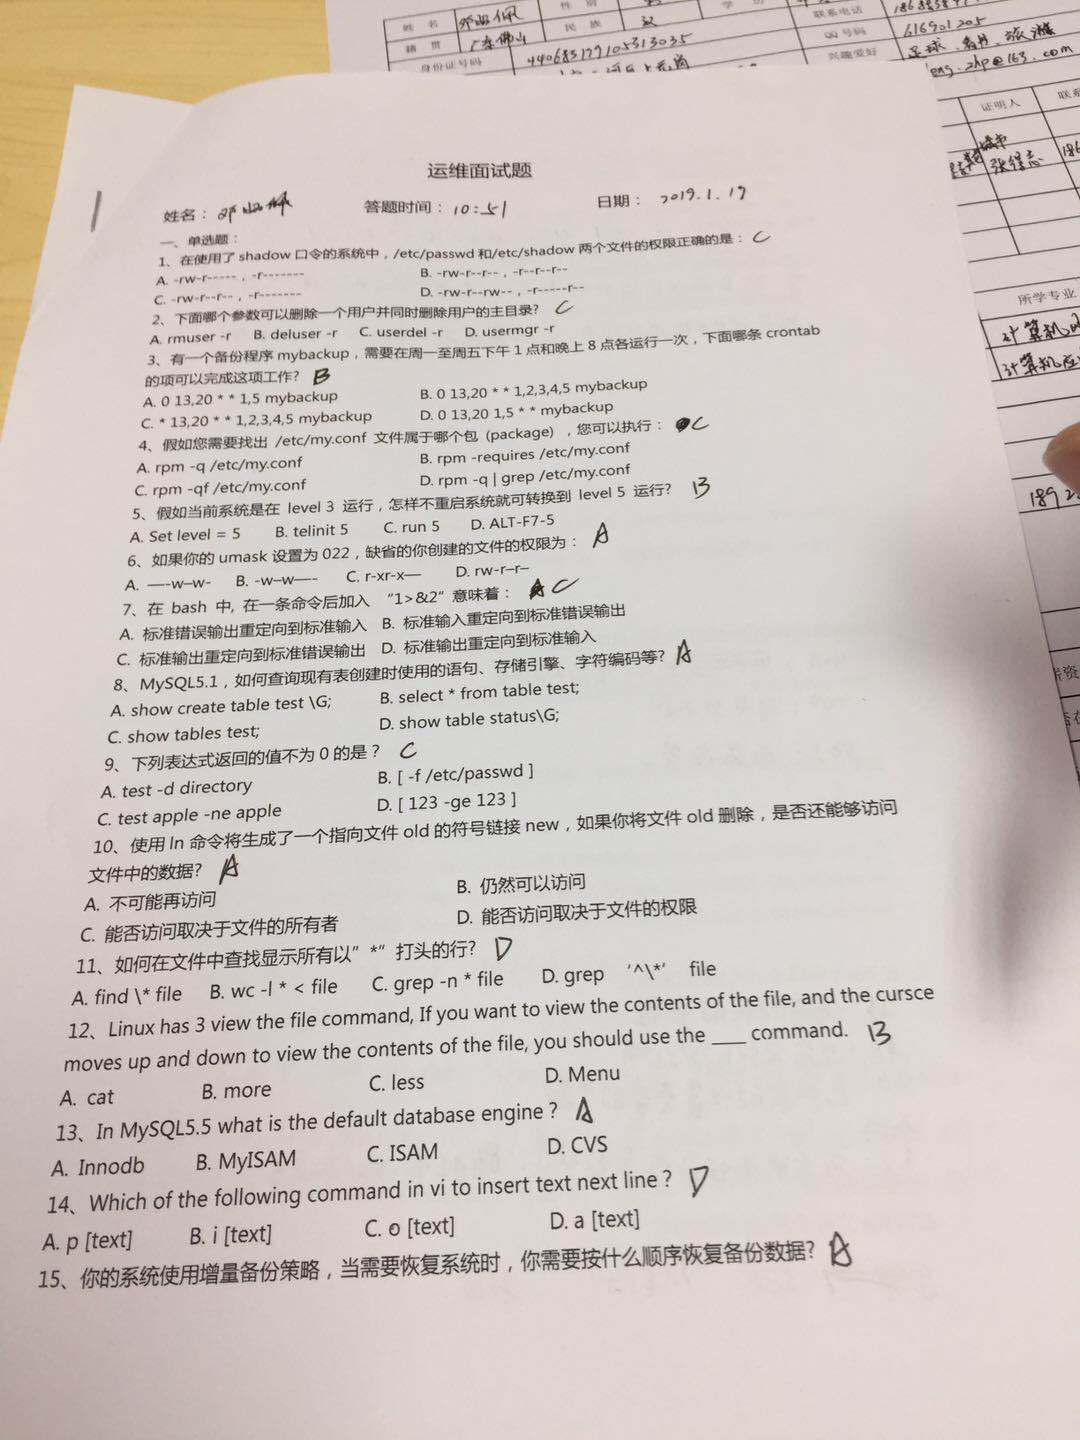 姓 名 邓 佩 性 别 学 历 联系电话
籍 贯 广东佛山 民 族 汉 QQ 号码 616901205
身份证号码 兴趣爱好 足球、看书、旅游
证明人
所学专业
运维面试题
姓名： 邓 佩 答题时间： 10:51 日期： 2019.1.19
一、单选题：
1、在使用了 shadow 口令的系统中，/etc/passwd 和/etc/shadow 两个文件的权限正确的是： C
A. -rw-r-----，-r-------- B. -rw-r--r--，-r--r--r--
C. -rw-r--r--，-r-------- D. -rw-r--rw--，-r-----r--
2、下面哪个参数可以删除一个用户并同时删除用户的主目录? C
A. rmuser -r B. deluser -r C. userdel -r D. usermgr -r
3、有一个备份程序 mybackup，需要在周一至周五下午 1 点和晚上 8 点各运行一次，下面哪条 crontab
的项可以完成这项工作? B
A. 0 13,20 * * 1,5 mybackup B. 0 13,20 * * 1,2,3,4,5 mybackup
C. * 13,20 * * 1,2,3,4,5 mybackup D. 0 13,20 1,5 * * mybackup
4、假如您需要找出 /etc/my.conf 文件属于哪个包 (package) ，您可以执行： C
A. rpm -q /etc/my.conf B. rpm -requires /etc/my.conf
C. rpm -qf /etc/my.conf D. rpm -q | grep /etc/my.conf
5、假如当前系统是在 level 3 运行，怎样不重启系统就可转换到 level 5 运行? B
A. Set level = 5 B. telinit 5 C. run 5 D. ALT-F7-5
6、如果你的 umask 设置为 022，缺省的你创建的文件的权限为： A
A. —-w–w- B. -w–w—- C. r-xr-x— D. rw-r–r–
7、在 bash 中, 在一条命令后加入 “1>&2” 意味着： C
A. 标准错误输出重定向到标准输入 B. 标准输入重定向到标准错误输出
C. 标准输出重定向到标准错误输出 D. 标准输出重定向到标准输入
8、MySQL5.1，如何查询现有表创建时使用的语句、存储引擎、字符编码等? A
A. show create table test \G; B. select * from table test;
C. show tables test; D. show table status\G;
9、下列表达式返回的值不为 0 的是？ C
A. test -d directory B. [ -f /etc/passwd ]
C. test apple -ne apple D. [ 123 -ge 123 ]
10、使用 ln 命令将生成了一个指向文件 old 的符号链接 new，如果你将文件 old 删除，是否还能够访问
文件中的数据? A
A. 不可能再访问 B. 仍然可以访问
C. 能否访问取决于文件的所有者 D. 能否访问取决于文件的权限
11、如何在文件中查找显示所有以”*”打头的行? D
A. find \* file B. wc -l * < file C. grep -n * file D. grep ‘^\*’ file
12、Linux has 3 view the file command, If you want to view the contents of the file, and the cursce
moves up and down to view the contents of the file, you should use the ____ command. B
A. cat B. more C. less D. Menu
13、In MySQL5.5 what is the default database engine？ A
A. Innodb B. MyISAM C. ISAM D. CVS
14、Which of the following command in vi to insert text next line？ D
A. p [text] B. i [text] C. o [text] D. a [text]
15、你的系统使用增量备份策略，当需要恢复系统时，你需要按什么顺序恢复备份数据? A